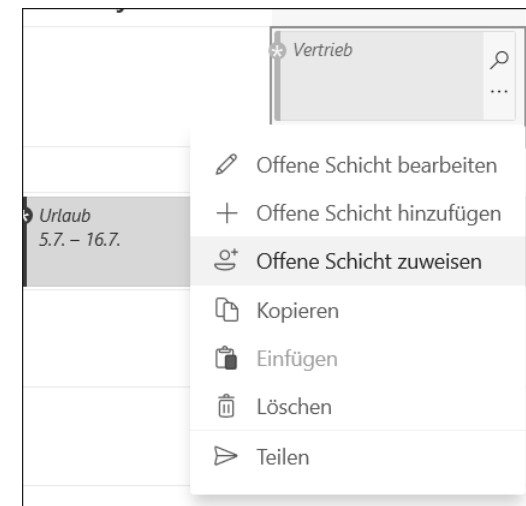 Vertrieb
Urlaub
5.7. – 16.7.
Offene Schicht bearbeiten
Offene Schicht hinzufügen
Offene Schicht zuweisen
Kopieren
Einfügen
Löschen
Teilen